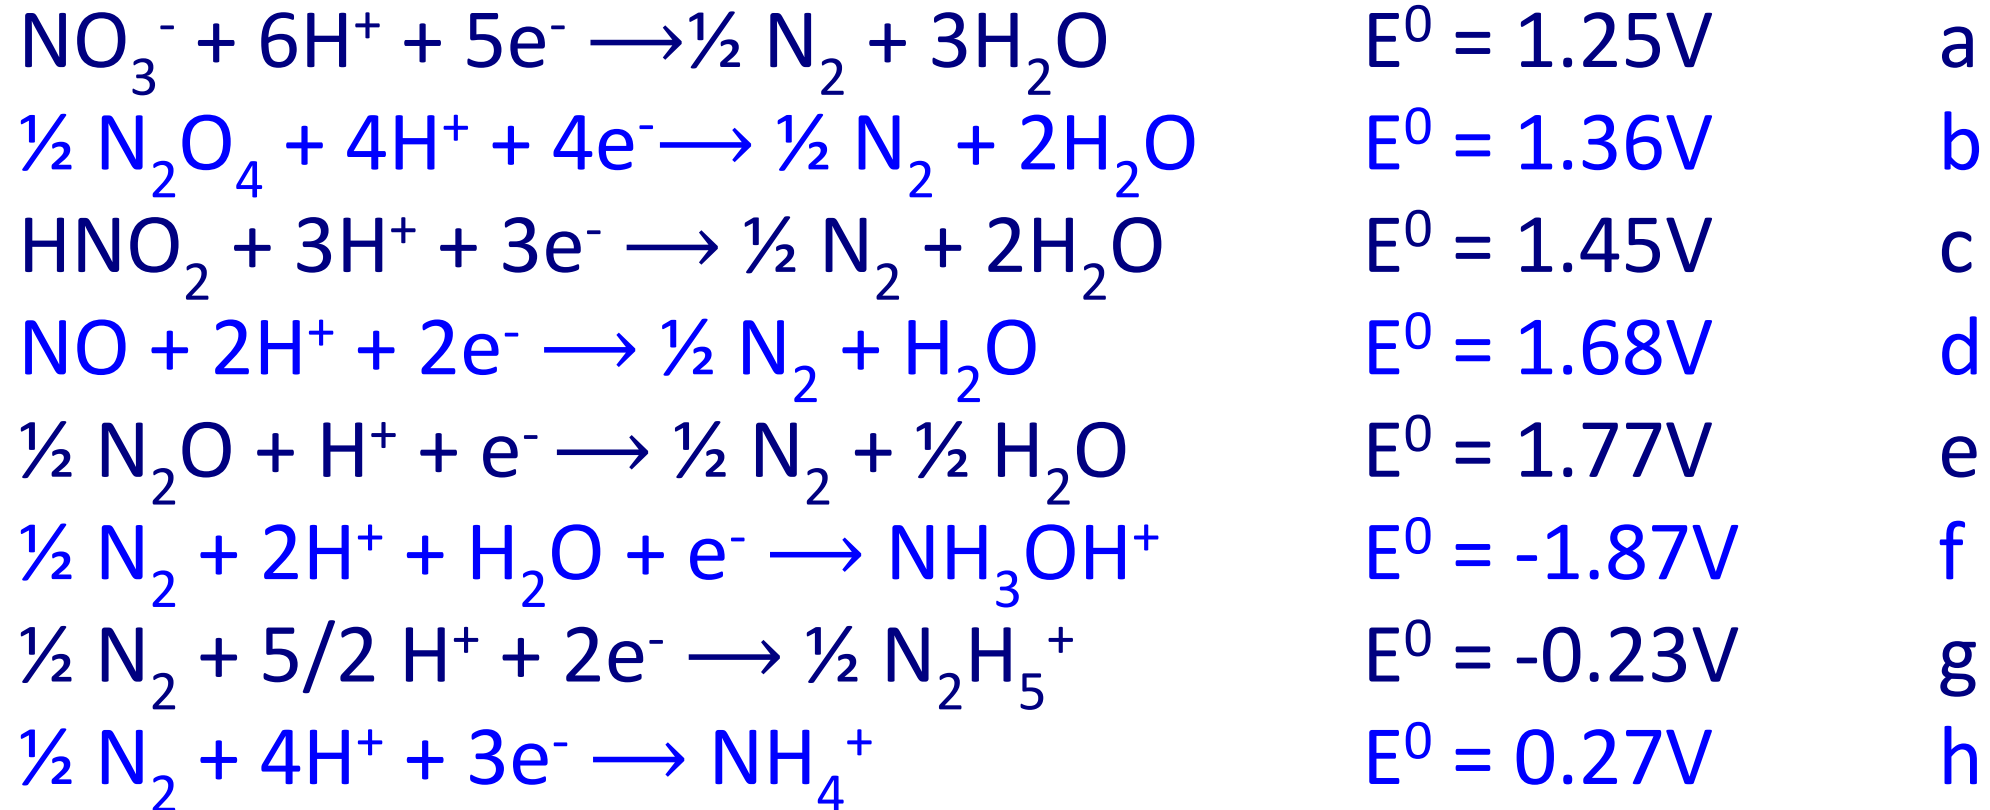 NO₃⁻ + 6H⁺ + 5e⁻ ⟶½ N₂ + 3H₂O E⁰ = 1.25V a
½ N₂O₄ + 4H⁺ + 4e⁻⟶ ½ N₂ + 2H₂O E⁰ = 1.36V b
HNO₂ + 3H⁺ + 3e⁻ ⟶ ½ N₂ + 2H₂O E⁰ = 1.45V c
NO + 2H⁺ + 2e⁻ ⟶ ½ N₂ + H₂O E⁰ = 1.68V d
½ N₂O + H⁺ + e⁻ ⟶ ½ N₂ + ½ H₂O E⁰ = 1.77V e
½ N₂ + 2H⁺ + H₂O + e⁻ ⟶ NH₃OH⁺ E⁰ = -1.87V f
½ N₂ + 5/2 H⁺ + 2e⁻ ⟶ ½ N₂H₅⁺ E⁰ = -0.23V g
½ N₂ + 4H⁺ + 3e⁻ ⟶ NH₄⁺ E⁰ = 0.27V h